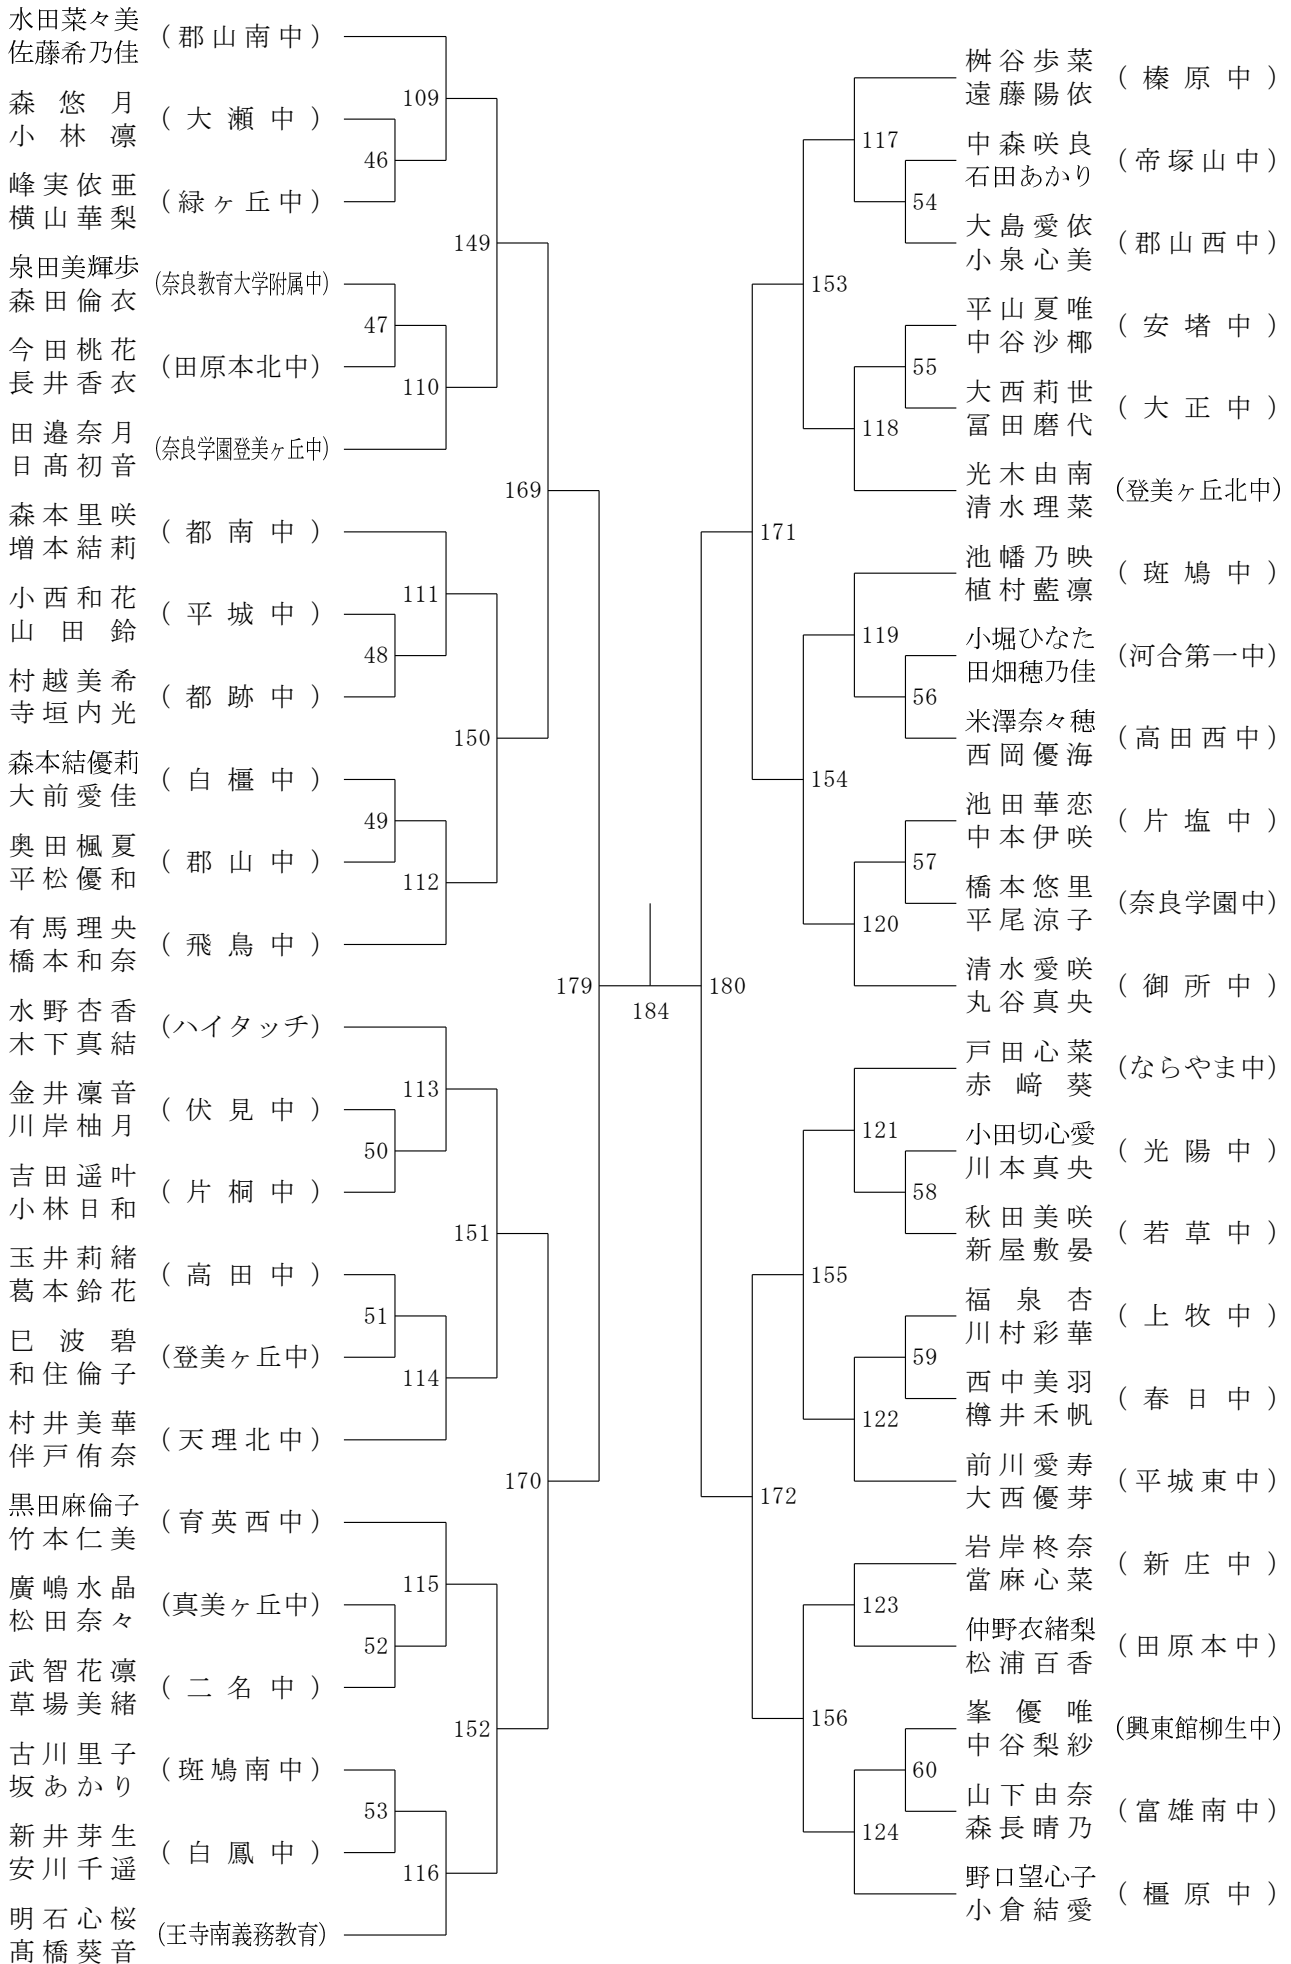 水田菜々美
佐藤希乃佳
(郡山南中)
森悠月
小林凛
(大瀬中)
峰実依亜
横山華梨
(緑ヶ丘中)
泉田美輝歩
森田倫衣
(奈良教育大学附属中)
今田桃花
長井香衣
(田原本北中)
田邉奈月
日髙初音
(奈良学園登美ヶ丘中)
森本里咲
増本結莉
(都南中)
小西和花
山田鈴
(平城中)
村越美希
寺垣内光
(都跡中)
森本結優莉
大前愛佳
(白橿中)
奥田楓夏
平松優和
(郡山中)
有馬理央
橋本和奈
(飛鳥中)
水野杏香
木下真結
(ハイタッチ)
金井凜音
川岸柚月
(伏見中)
吉田遥叶
小林日和
(片桐中)
玉井莉緒
葛本鈴花
(高田中)
巳波碧
和住倫子
(登美ヶ丘中)
村井美華
伴戸侑奈
(天理北中)
黒田麻倫子
竹本仁美
(育英西中)
廣嶋水晶
松田奈々
(真美ヶ丘中)
武智花凛
草場美緒
(二名中)
古川里子
坂あかり
(斑鳩南中)
新井芽生
安川千遥
(白鳳中)
明石心桜
髙橋葵音
(王寺南義務教育)
109
46
149
47
110
169
111
48
150
49
112
179
113
50
151
51
114
170
115
52
152
53
116
184
180
117
54
153
55
118
171
119
56
154
57
120
121
58
155
59
122
172
123
156
60
124
桝谷歩菜
遠藤陽依
(榛原中)
中森咲良
石田あかり
(帝塚山中)
大島愛依
小泉心美
(郡山西中)
平山夏唯
中谷沙椰
(安堵中)
大西莉世
冨田磨代
(大正中)
光木由南
清水理菜
(登美ヶ丘北中)
池幡乃映
植村藍凛
(斑鳩中)
小堀ひなた
田畑穂乃佳
(河合第一中)
米澤奈々穂
西岡優海
(高田西中)
池田華恋
中本伊咲
(片塩中)
橋本悠里
平尾涼子
(奈良学園中)
清水愛咲
丸谷真央
(御所中)
戸田心菜
赤﨑葵
(ならやま中)
小田切心愛
川本真央
(光陽中)
秋田美咲
新屋敷晏
(若草中)
福泉杏
川村彩華
(上牧中)
西中美羽
樽井禾帆
(春日中)
前川愛寿
大西優芽
(平城東中)
岩岸柊奈
當麻心菜
(新庄中)
仲野衣緒梨
松浦百香
(田原本中)
峯優唯
中谷梨紗
(興東館柳生中)
山下由奈
森長晴乃
(富雄南中)
野口望心子
小倉結愛
(橿原中)